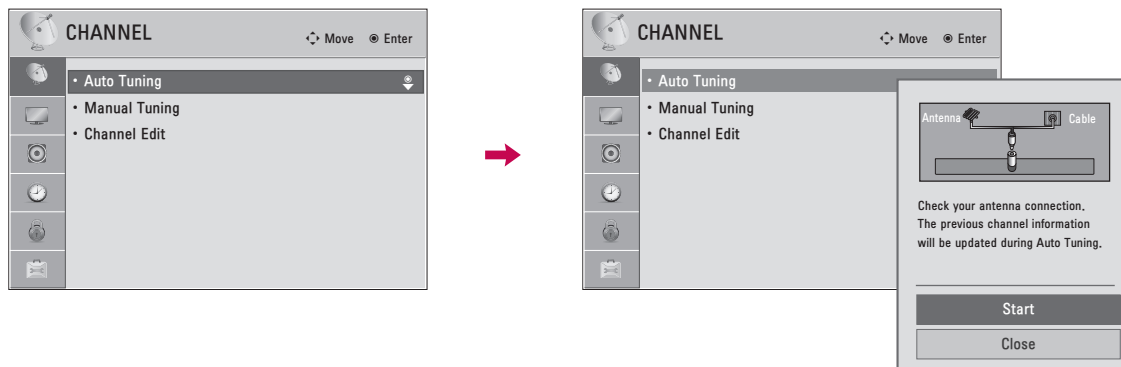 CHANNEL
Move
Enter
• Auto Tuning
• Manual Tuning
• Channel Edit
CHANNEL
Move
Enter
• Auto Tuning
• Manual Tuning
• Channel Edit
Antenna
Cable
Check your antenna connection.
The previous channel information
will be updated during Auto Tuning.
Start
Close